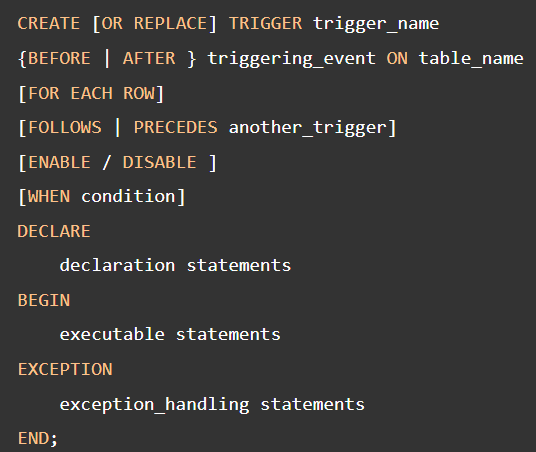 CREATE [OR REPLACE] TRIGGER trigger_name
{BEFORE | AFTER } triggering_event ON table_name
[FOR EACH ROW]
[FOLLOWS | PRECEDES another_trigger]
[ENABLE / DISABLE ]
[WHEN condition]
DECLARE
    declaration statements
BEGIN
    executable statements
EXCEPTION
    exception_handling statements
END;